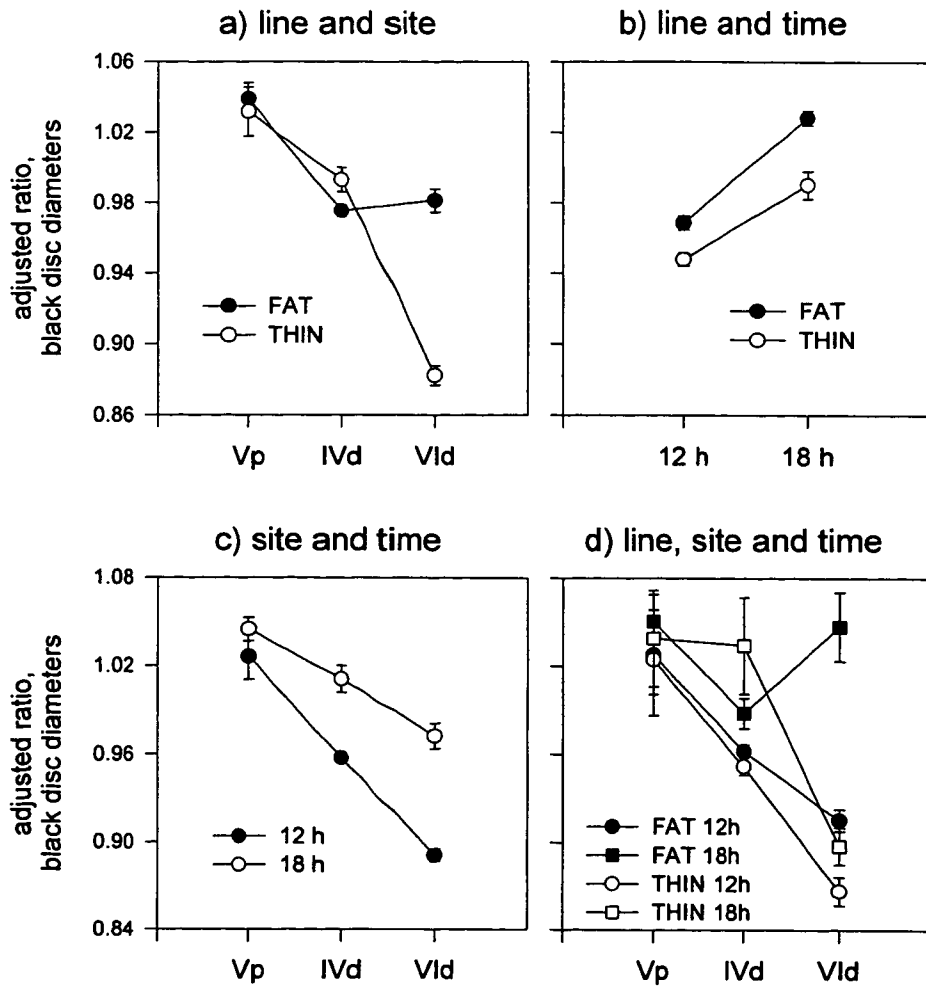 a) line and site
b) line and time
adjusted ratio,
black disc diameters
1.06
1.02
0.98
0.94
0.90
0.86
FAT
THIN
Vp IVd VId
FAT
THIN
12 h 18 h
c) site and time
d) line, site and time
adjusted ratio,
black disc diameters
1.08
1.02
0.96
0.90
0.84
12 h
18 h
Vp IVd VId
FAT 12h
FAT 18h
THIN 12h
THIN 18h
Vp IVd VId